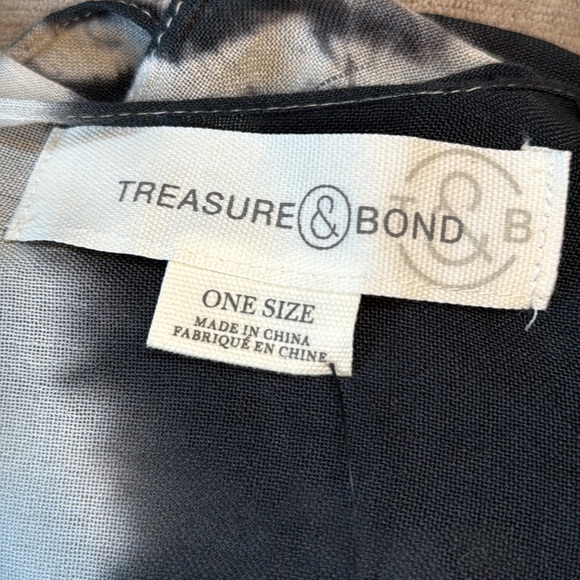 TREASURE & BOND
T & B
ONE SIZE
MADE IN CHINA
FABRIQUÉ EN CHINE